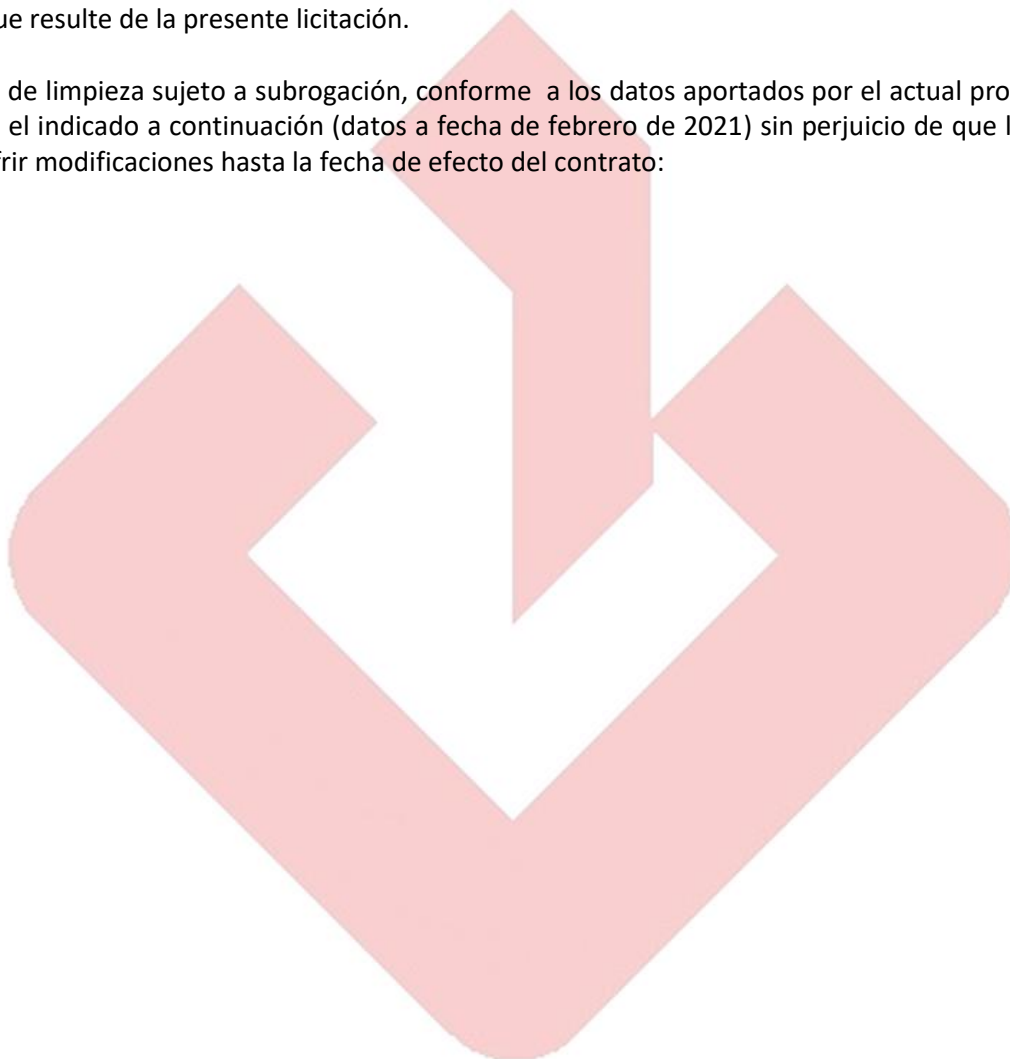 ue resulte de la presente licitación.
de limpieza sujeto a subrogación, conforme a los datos aportados por el actual pro
el indicado a continuación (datos a fecha de febrero de 2021) sin perjuicio de que l
frir modificaciones hasta la fecha de efecto del contrato: